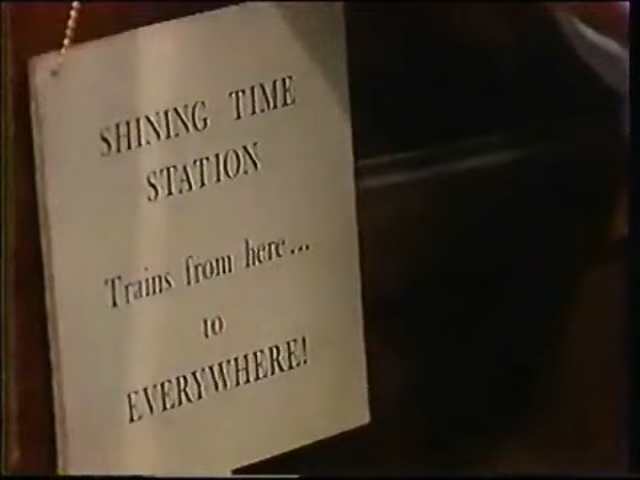 SHINING TIME
STATION
Trains from here...
to
EVERYWHERE!